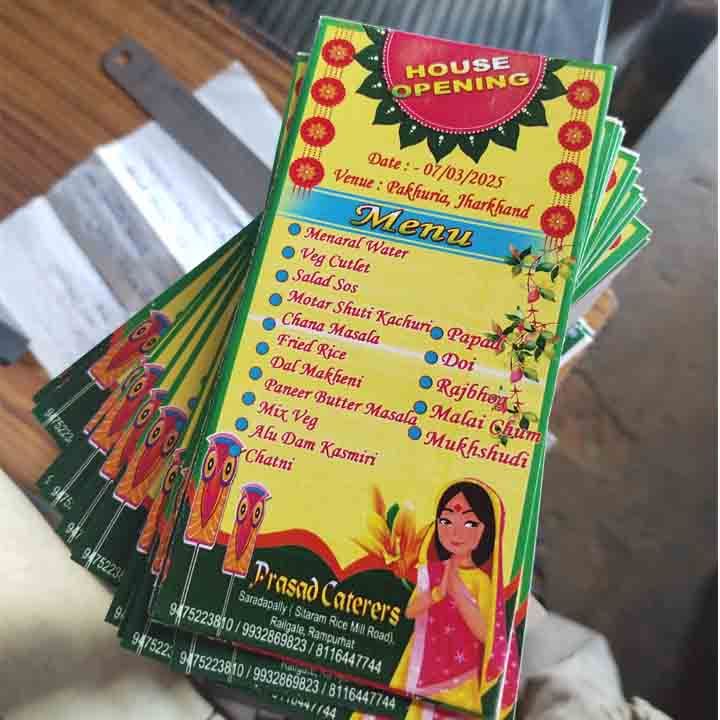 HOUSE
OPENING
Date : - 07/03/2025
Venue : Pakhuria, Jharkhand
Menu
Menaral Water
Veg Cutlet
Salad Sos
Motar Shuti Kachuri
Chana Masala
Fried Rice
Dal Makheni
Paneer Butter Masala
Mix Veg
Alu Dam Kasmiri
Chatni
Papad
Doi
Rajbhog
Malai Chum
Mukhshudi
Prasad Caterers
Saradapally ( Sitaram Rice Mill Road),
Railgale, Rampurhat
9475223810 / 9932869823 / 8116447744
9475223810 / 9932869823 / 8116447744